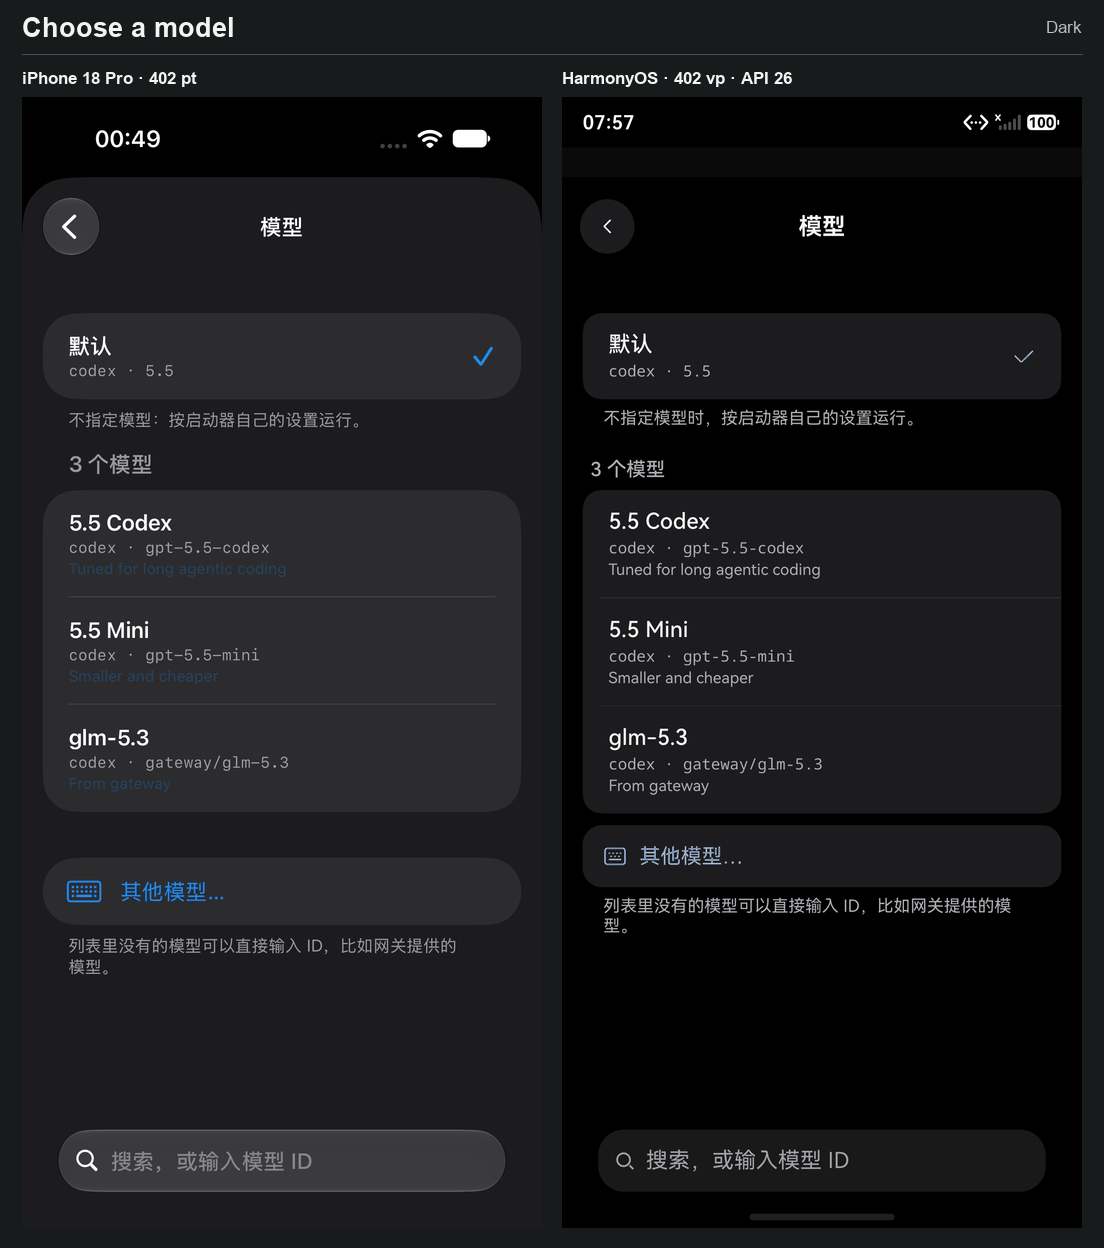 Choose a model
Dark
iPhone 18 Pro · 402 pt
00:49
模型
默认
codex · 5.5
不指定模型：按启动器自己的设置运行。
3 个模型
5.5 Codex
codex · gpt-5.5-codex
Tuned for long agentic coding
5.5 Mini
codex · gpt-5.5-mini
Smaller and cheaper
glm-5.3
codex · gateway/glm-5.3
From gateway
其他模型...
列表里没有的模型可以直接输入 ID，比如网关提供的
模型。
搜索，或输入模型 ID
HarmonyOS · 402 vp · API 26
07:57
100
模型
默认
codex · 5.5
不指定模型时，按启动器自己的设置运行。
3 个模型
5.5 Codex
codex · gpt-5.5-codex
Tuned for long agentic coding
5.5 Mini
codex · gpt-5.5-mini
Smaller and cheaper
glm-5.3
codex · gateway/glm-5.3
From gateway
其他模型...
列表里没有的模型可以直接输入 ID，比如网关提供的模
型。
搜索，或输入模型 ID